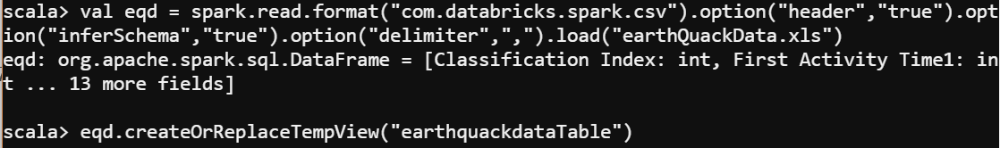 scala> val eqd = spark.read.format("com.databricks.spark.csv").option("header","true").opt
ion("inferSchema","true").option("delimiter",",").load("earthQuackData.xls")
eqd: org.apache.spark.sql.DataFrame = [Classification Index: int, First Activity Time1: in
t ... 13 more fields]
scala> eqd.createOrReplaceTempView("earthquackdataTable")